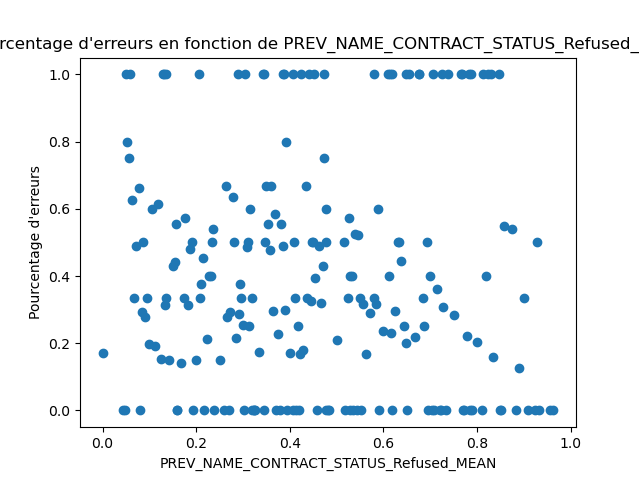 rcentage d'erreurs en fonction de PREV_NAME_CONTRACT_STATUS_Refused_
1.0
0.8
0.6
0.4
0.2
0.0
Pourcentage d'erreurs
0.0 0.2 0.4 0.6 0.8 1.0
PREV_NAME_CONTRACT_STATUS_Refused_MEAN